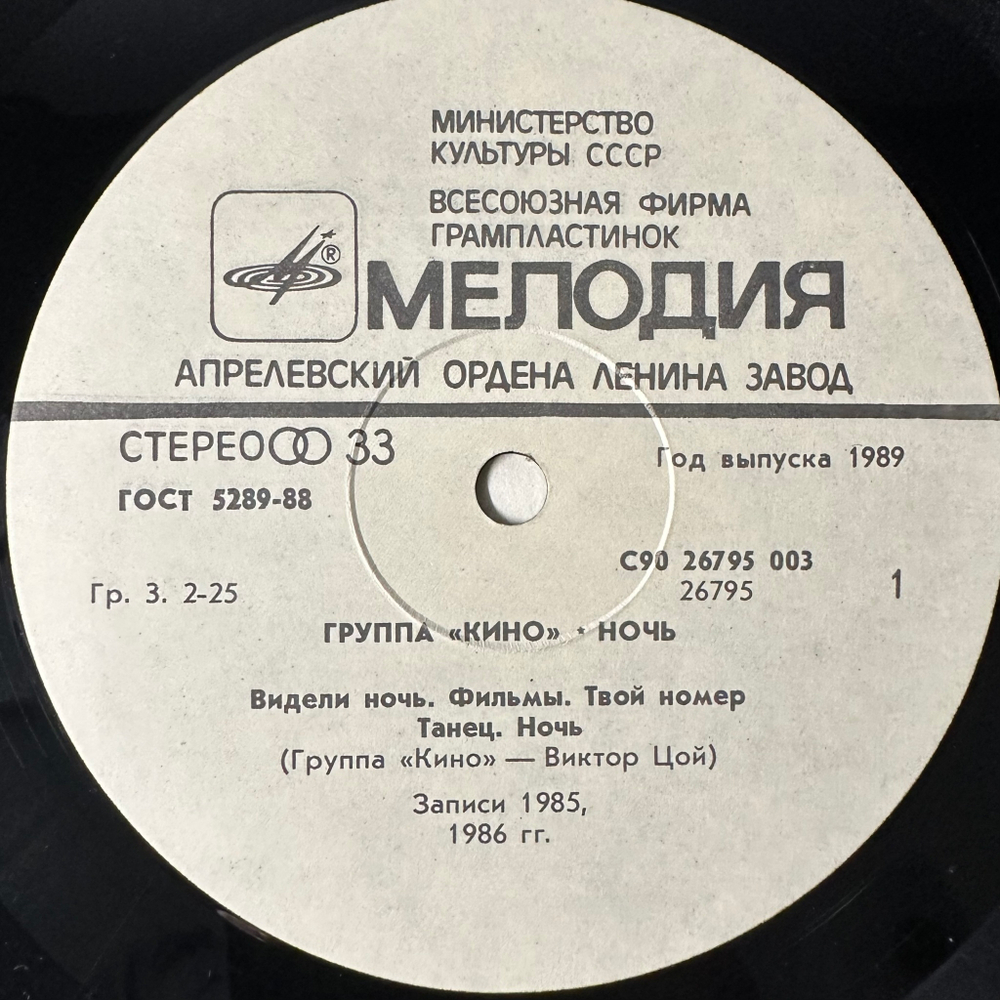 МИНИСТЕРСТВО
КУЛЬТУРЫ СССР
ВСЕСОЮЗНАЯ ФИРМА
ГРАМПЛАСТИНОК
®
МЕЛОДИЯ
АПРЕЛЕВСКИЙ ОРДЕНА ЛЕНИНА ЗАВОД
СТЕРЕО 33
Год выпуска 1989
ГОСТ 5289-88
С90 26795 003
Гр. 3. 2-25
26795
1
ГРУППА «КИНО» * НОЧЬ
Видели ночь. Фильмы. Твой номер
Танец. Ночь
(Группа «Кино» — Виктор Цой)
Записи 1985,
1986 гг.